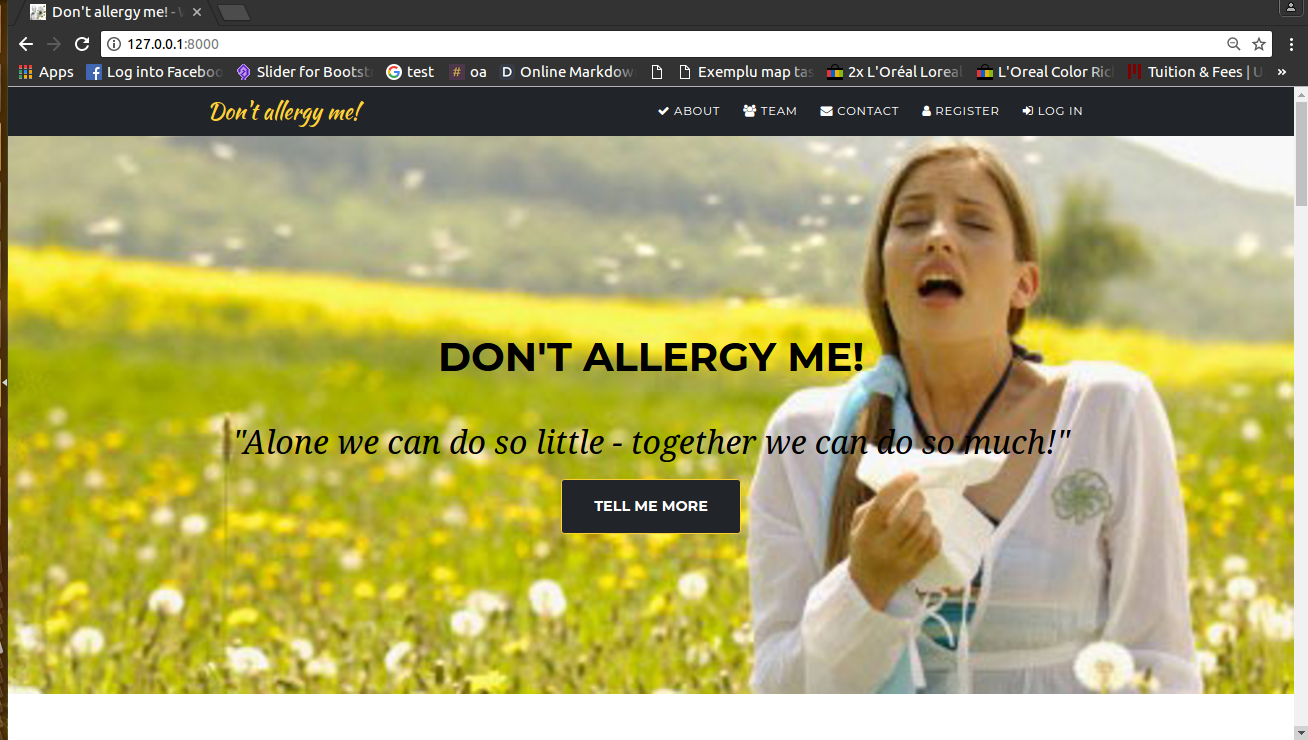 Don't allergy me! -
127.0.0.1:8000
Apps Log into Faceboo Slider for Bootst test oa Online Markdow Exemplu map tas 2x L'Oréal Loreal L'Oreal Color Ric Tuition & Fees | U »
Don't allergy me! ABOUT TEAM CONTACT REGISTER LOG IN
DON'T ALLERGY ME!
"Alone we can do so little - together we can do so much!"
TELL ME MORE